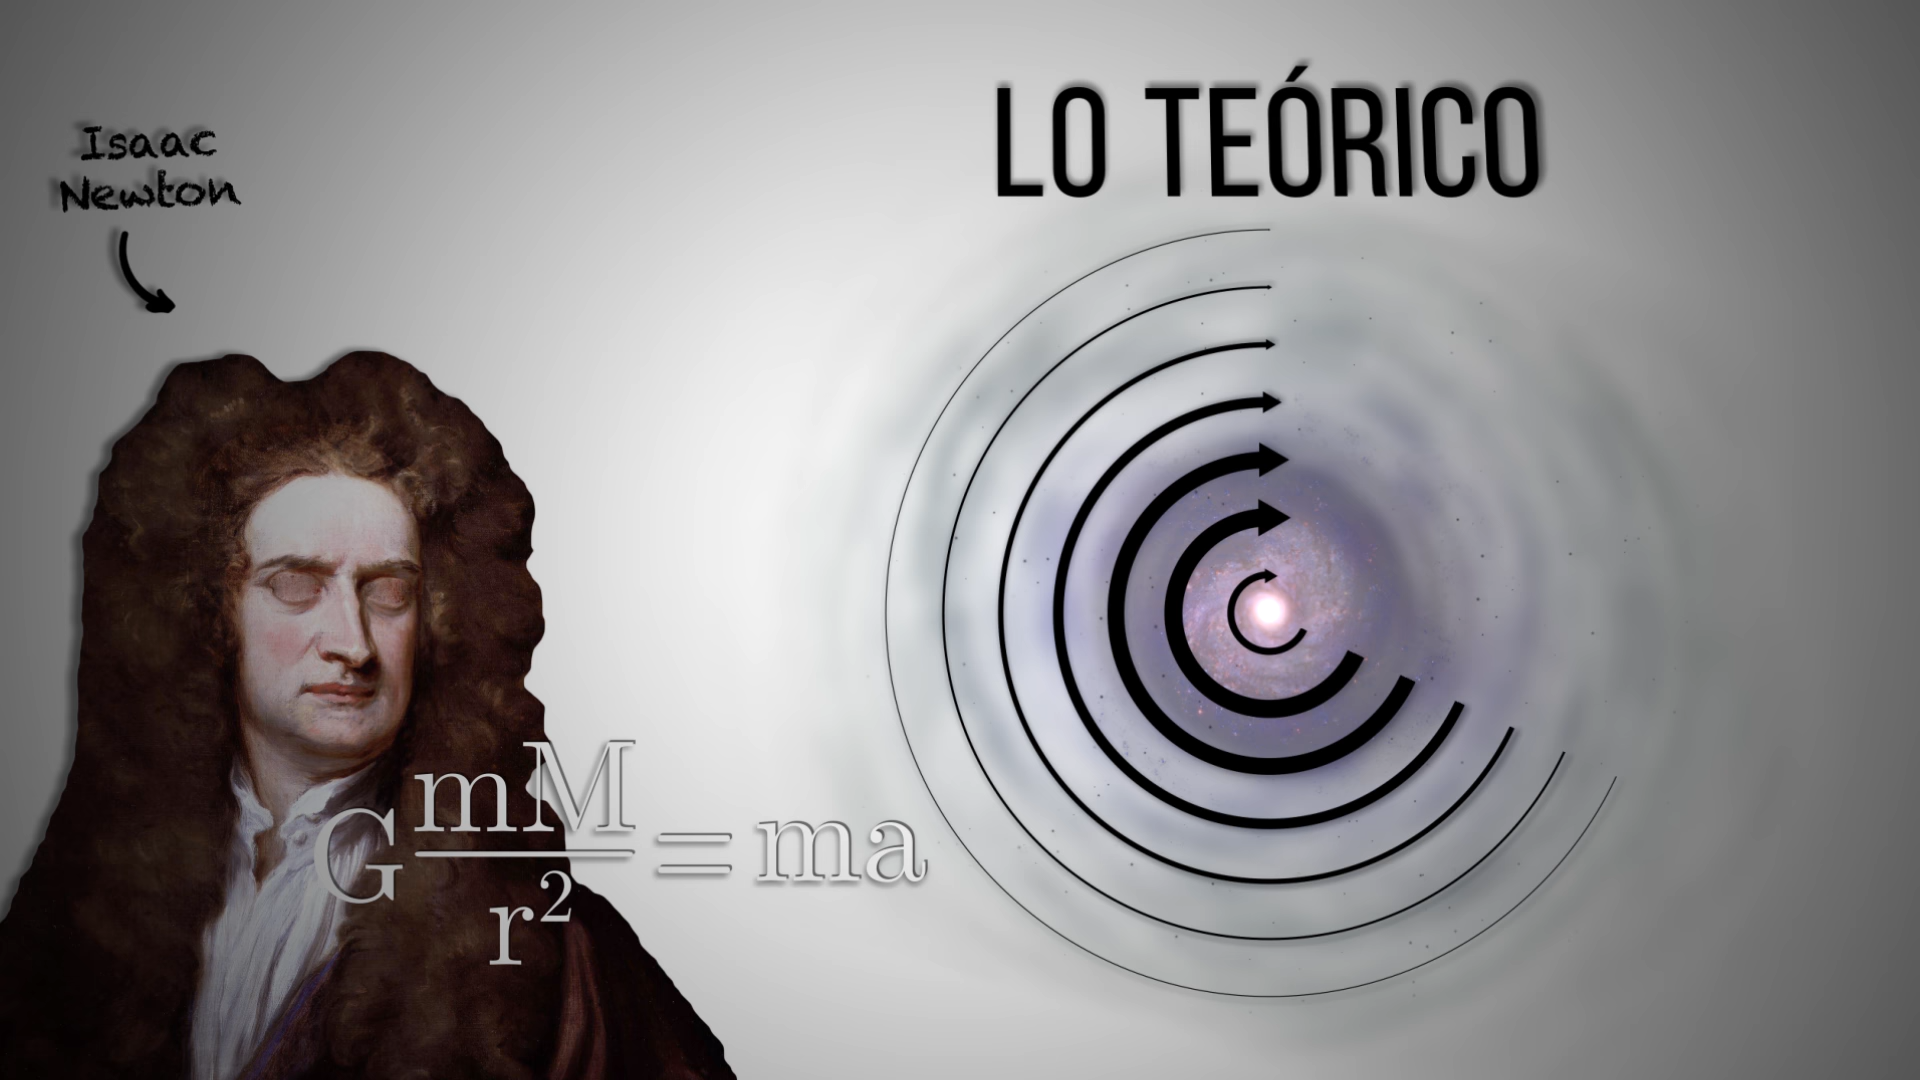 Isaac
Newton
LO TEÓRICO
G mM/r² = ma